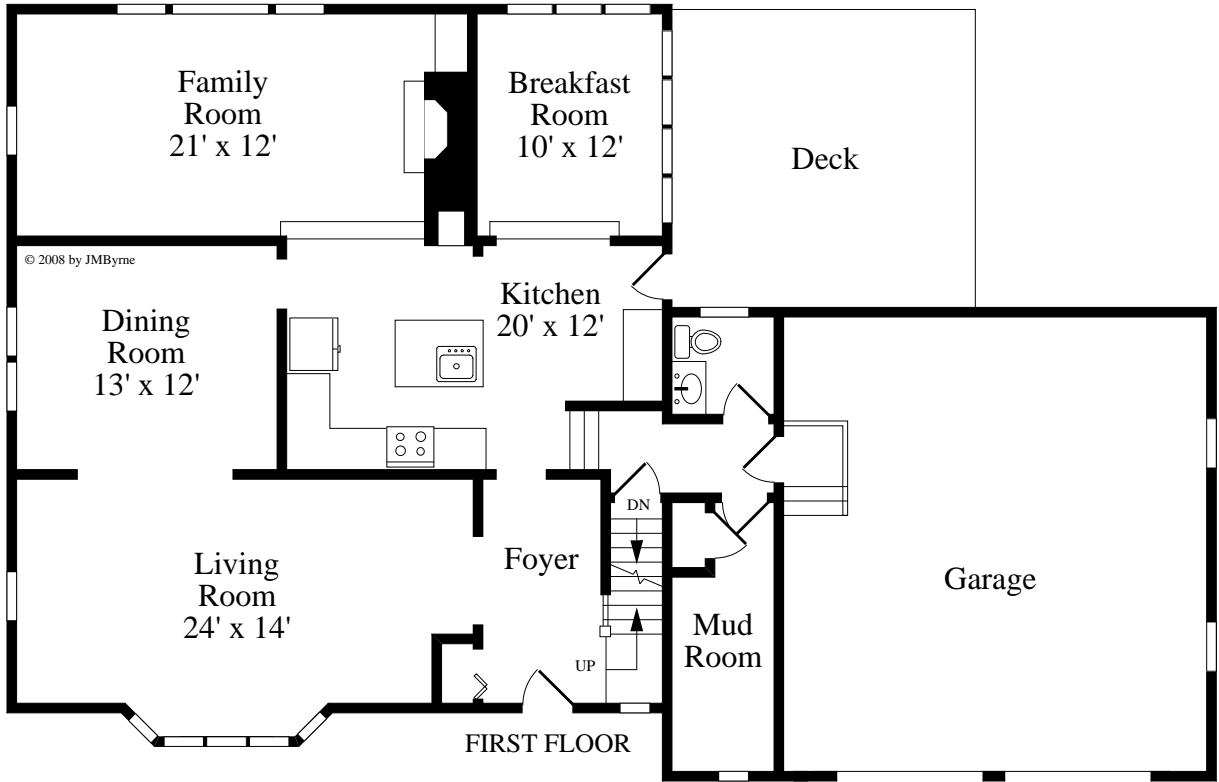 Family
Room
21' x 12'
Breakfast
Room
10' x 12'
Deck
© 2008 by JMByrne
Dining
Room
13' x 12'
Kitchen
20' x 12'
DN
Foyer
Living
Room
24' x 14'
Garage
Mud
Room
UP
FIRST FLOOR